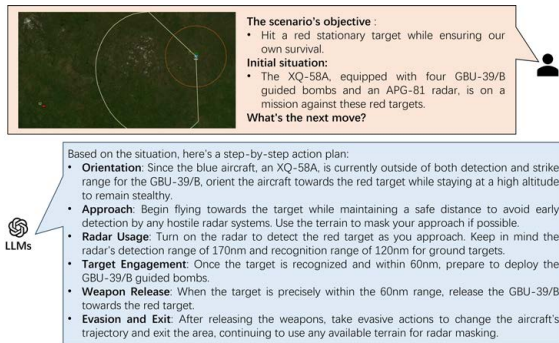 The scenario's objective :
• Hit a red stationary target while ensuring our
own survival.
Initial situation:
• The XQ-58A, equipped with four GBU-39/B
guided bombs and an APG-81 radar, is on a
mission against these red targets.
What's the next move?
Based on the situation, here's a step-by-step action plan:
• Orientation: Since the blue aircraft, an XQ-58A, is currently outside of both detection and strike
range for the GBU-39/B, orient the aircraft towards the red target while staying at a high altitude
to remain stealthy.
• Approach: Begin flying towards the target while maintaining a safe distance to avoid early
detection by any hostile radar systems. Use the terrain to mask your approach if possible.
• Radar Usage: Turn on the radar to detect the red target as you approach. Keep in mind the
radar's detection range of 170nm and recognition range of 120nm for ground targets.
• Target Engagement: Once the target is recognized and within 60nm, prepare to deploy the
GBU-39/B guided bombs.
• Weapon Release: When the target is precisely within the 60nm range, release the GBU-39/B
towards the red target.
• Evasion and Exit: After releasing the weapons, take evasive actions to change the aircraft's
trajectory and exit the area, continuing to use any available terrain for radar masking.
LLMs